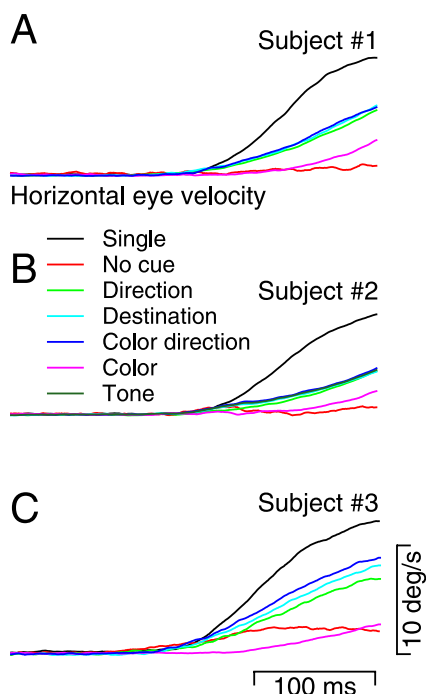 A
Subject #1
Horizontal eye velocity
Single
No cue
B
Direction
Subject #2
Destination
Color direction
Color
Tone
C
Subject #3
10 deg/s
100 ms